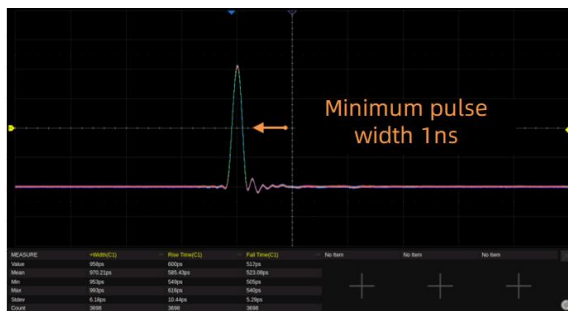 Minimum pulse
width 1ns
MEASURE +Width(C1) Rise Time(C1) Fall Time(C1) No Item No Item No Item
Value 958ps 600ps 512ps
Mean 970.21ps 585.43ps 523.08ps
Min 953ps 549ps 505ps
Max 993ps 618ps 540ps
Stdev 6.18ps 10.44ps 5.28ps
Count 3698 3698 3698